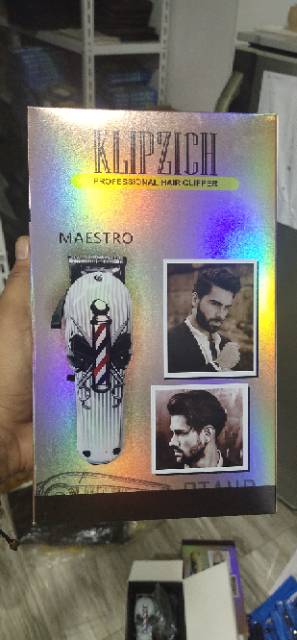 KLIPZICH
PROFESSIONAL HAIR CLIPPER
MAESTRO